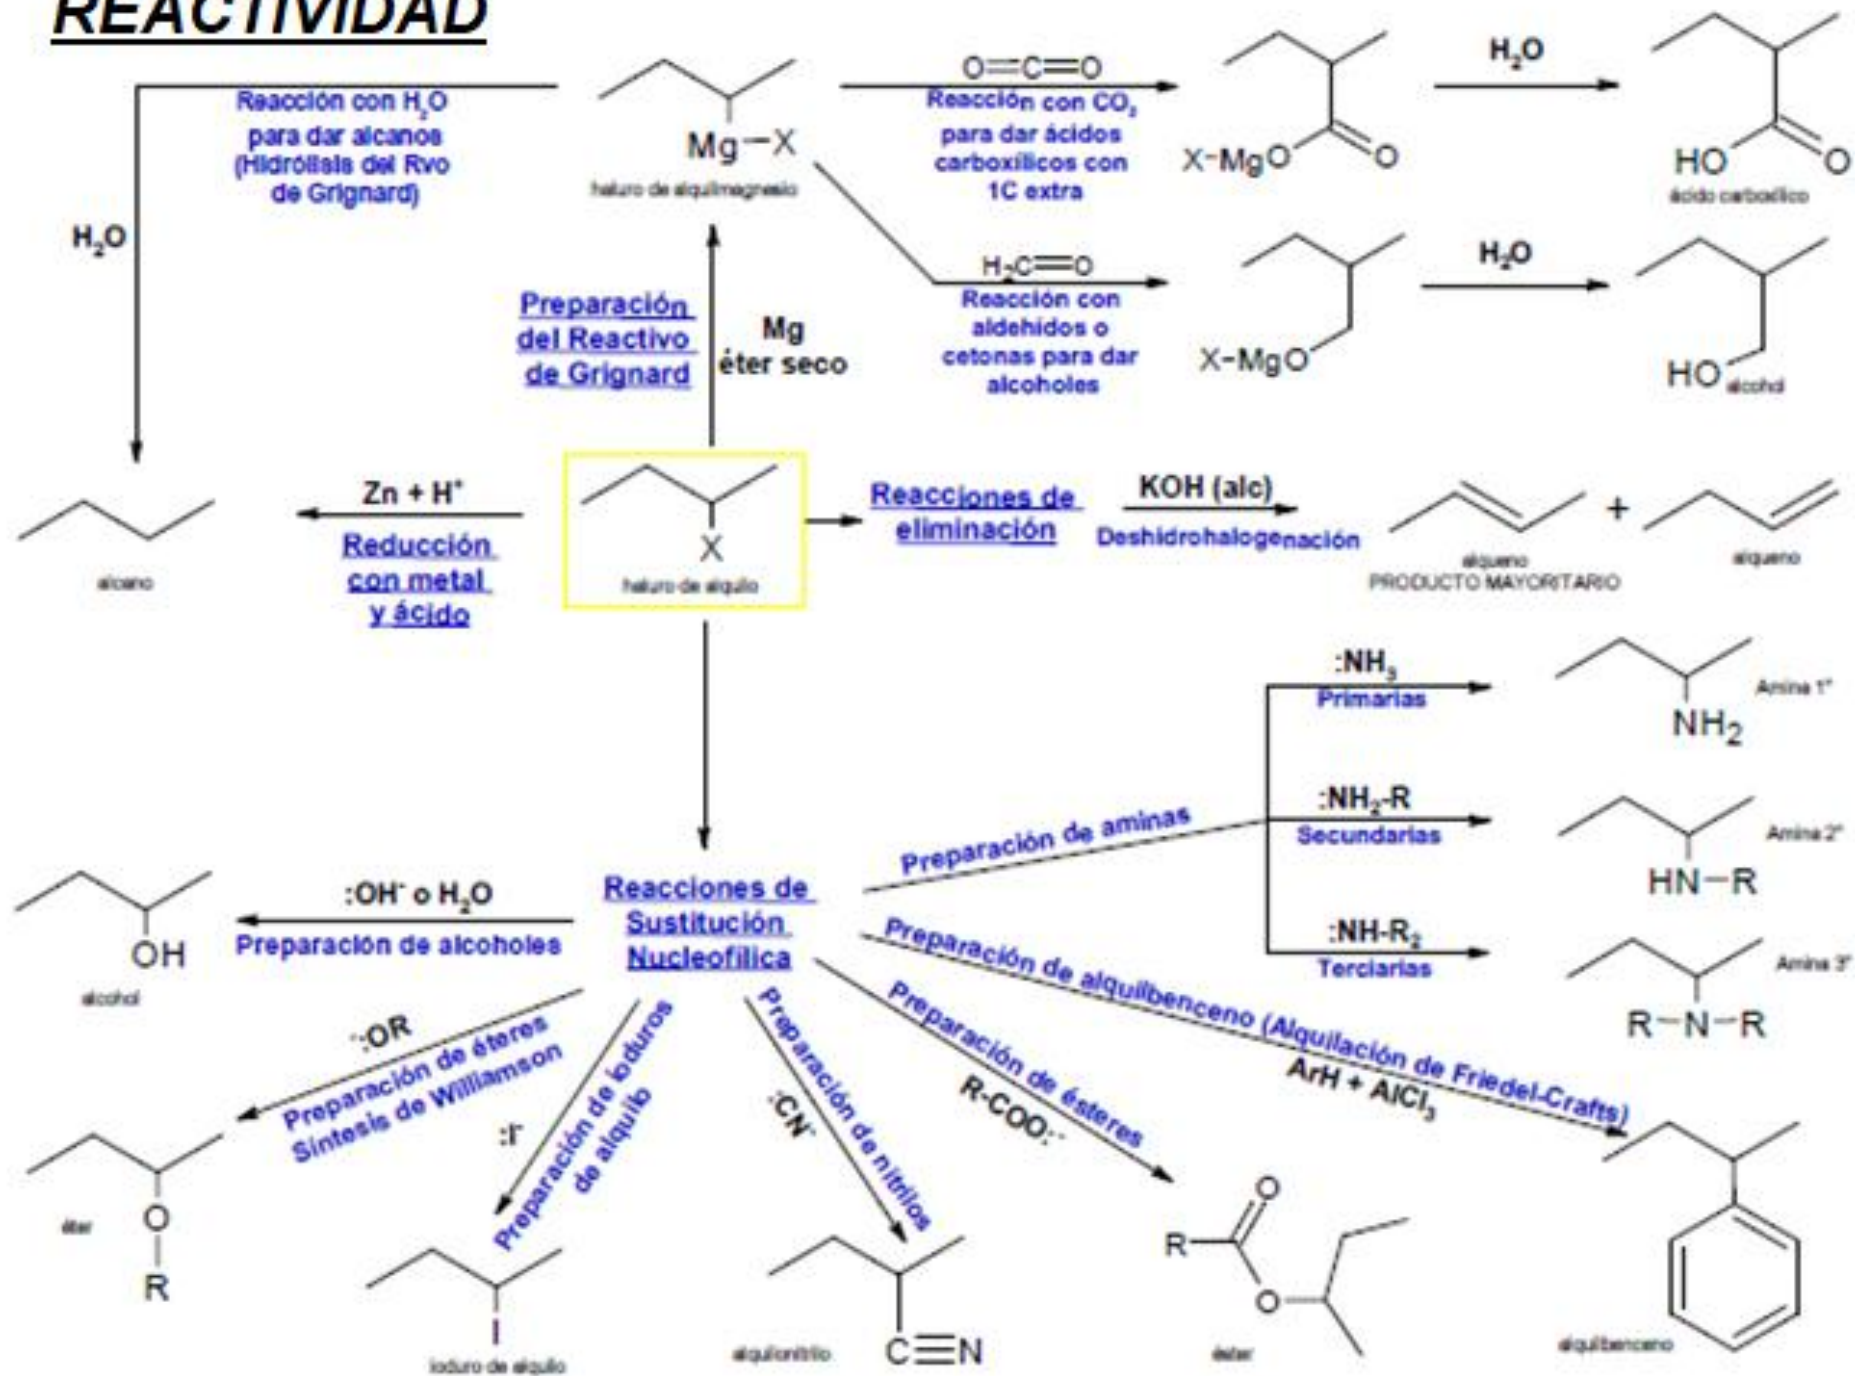 REACTIVIDAD
Reacción con H₂O
para dar alcanos
(Hidrólisis del Rvo
de Grignard)
H₂O
Mg-X
haluro de alquilmagnesio
O=C=O
Reacción con CO₂
para dar ácidos
carboxílicos con
1C extra
X-MgO
O
H₂O
HO
O
ácido carboxílico
H₂C=O
Reacción con
aldehídos o
cetonas para dar
alcoholes
X-MgO
H₂O
HO
alcohol
Preparación
del Reactivo
de Grignard
Mg
éter seco
Zn + H⁺
Reducción
con metal
y ácido
alcano
X
haluro de alquilo
Reacciones de
eliminación
KOH (alc)
Deshidrohalogenación
alqueno
PRODUCTO MAYORITARIO
+
alqueno
:NH₃
Primarias
NH₂
Amina 1°
Preparación de aminas
:NH₂-R
Secundarias
HN-R
Amina 2°
:NH-R₂
Terciarias
R-N-R
Amina 3°
Reacciones de
Sustitución
Nucleofílica
:OH⁻ o H₂O
Preparación de alcoholes
OH
alcohol
⁻:OR
Preparación de éteres
Síntesis de Williamson
O
R
éter
:I⁻
Preparación de ioduros
de alquilo
I
ioduro de alquilo
:CN⁻
Preparación de nitrilos
C≡N
alquilonitrilo
Preparación de ésteres
R-COO:⁻
R
O
O
éster
Preparación de alquilbenceno (Alquilación de Friedel-Crafts)
ArH + AlCl₃
alquilbenceno